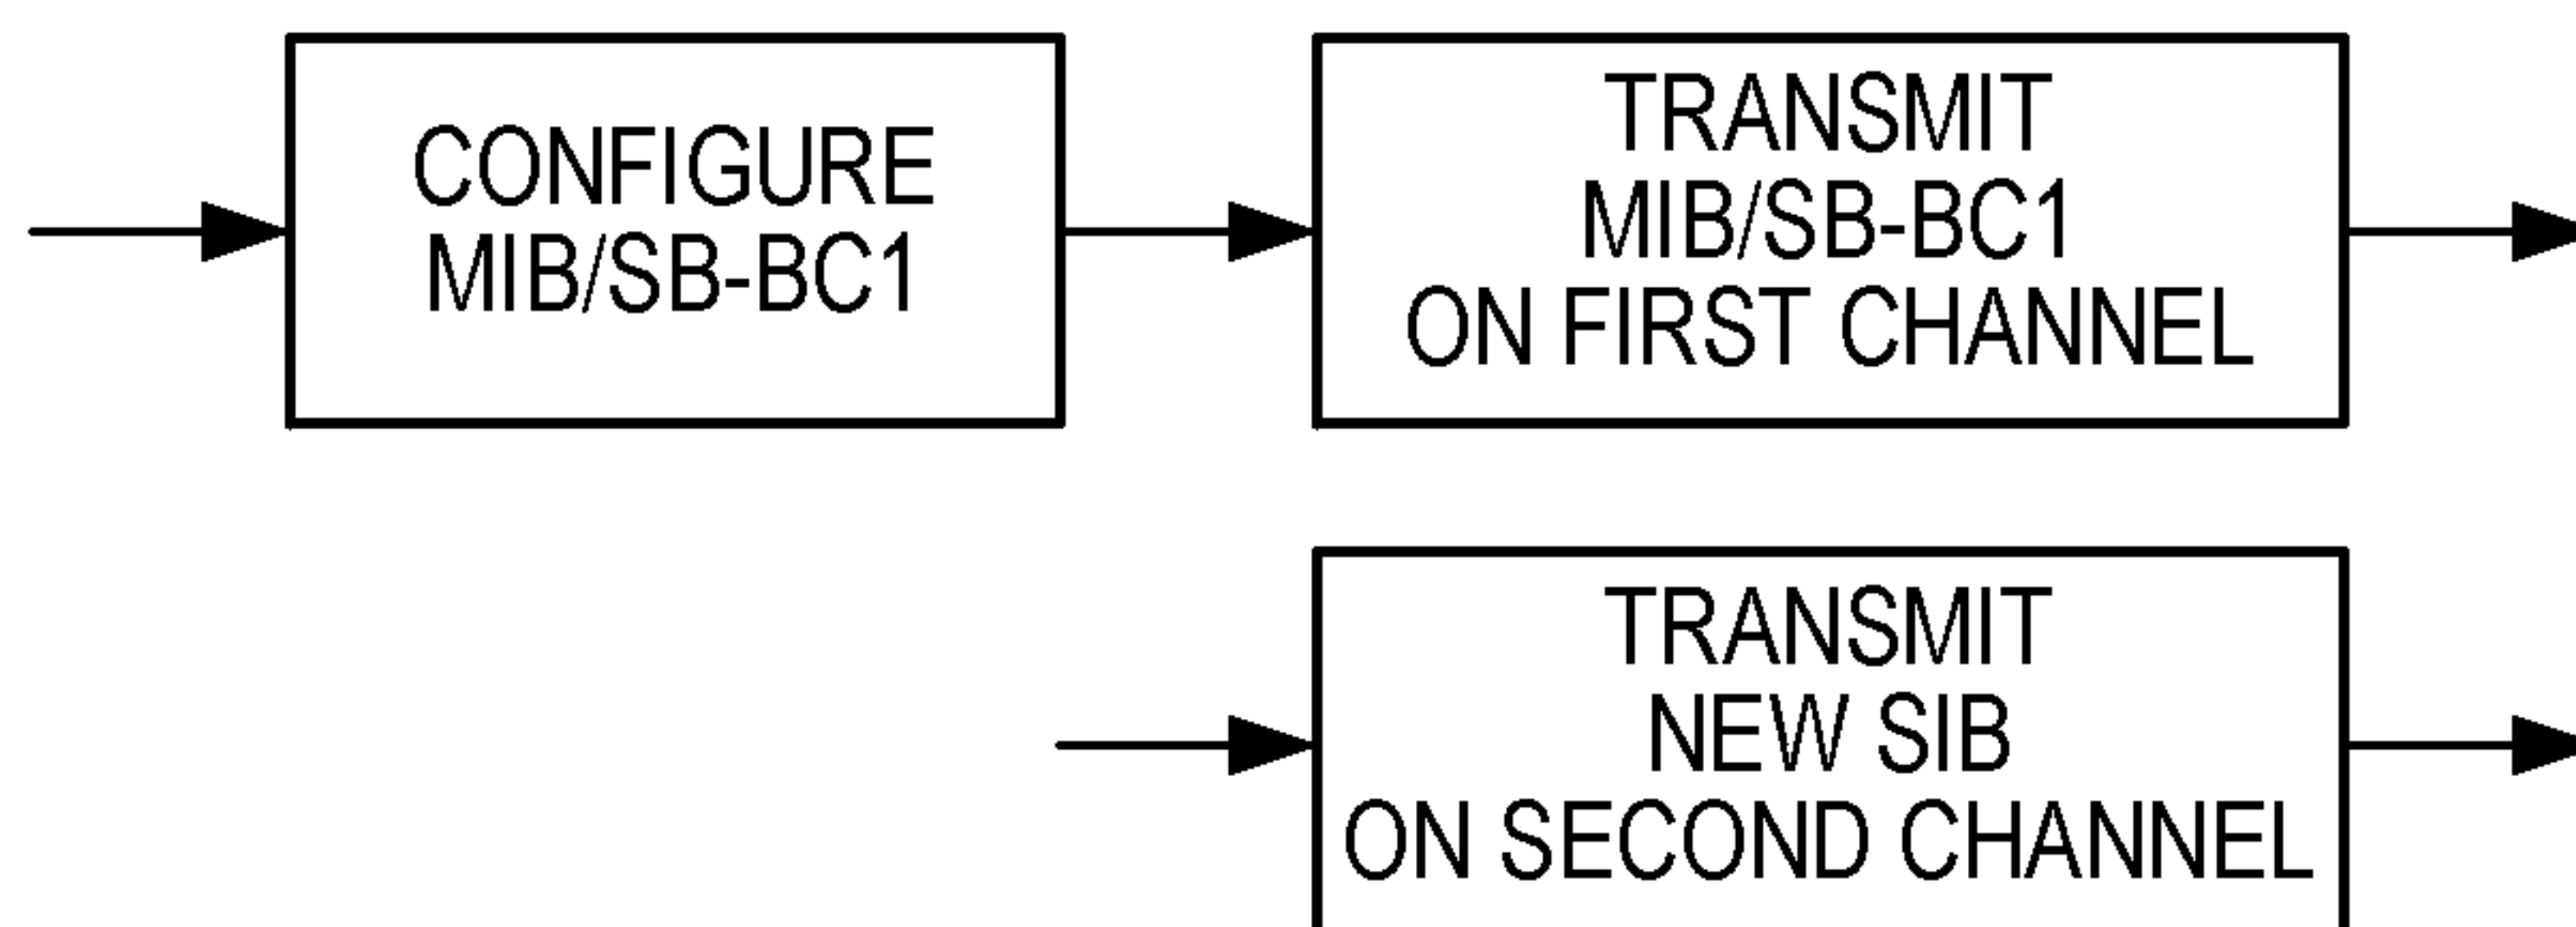 CONFIGURE
MIB/SB-BC1
TRANSMIT
MIB/SB-BC1
ON FIRST CHANNEL
TRANSMIT
NEW SIB
ON SECOND CHANNEL